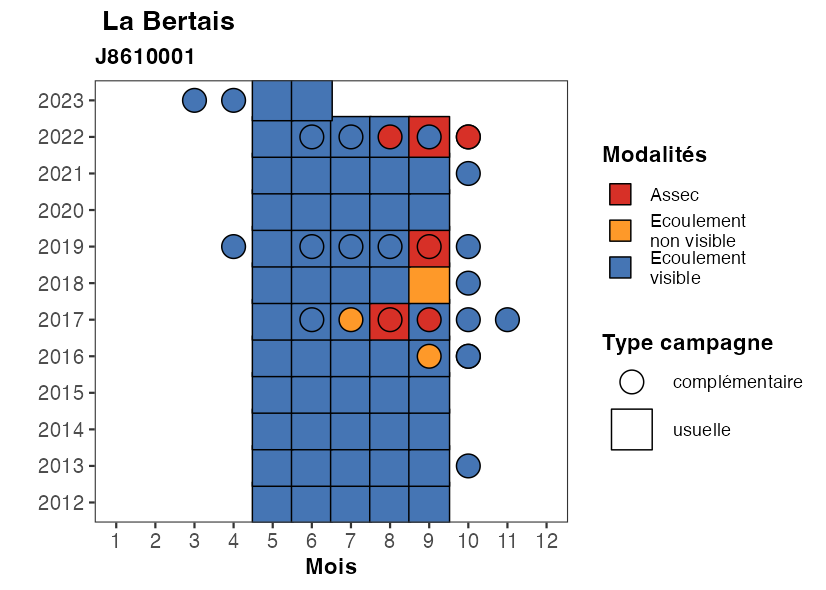 La Bertais
J8610001
2023
2022
2021
2020
2019
2018
2017
2016
2015
2014
2013
2012
1 2 3 4 5 6 7 8 9 10 11 12
Mois
Modalités
Assec
Ecoulement
non visible
Ecoulement
visible
Type campagne
complémentaire
usuelle